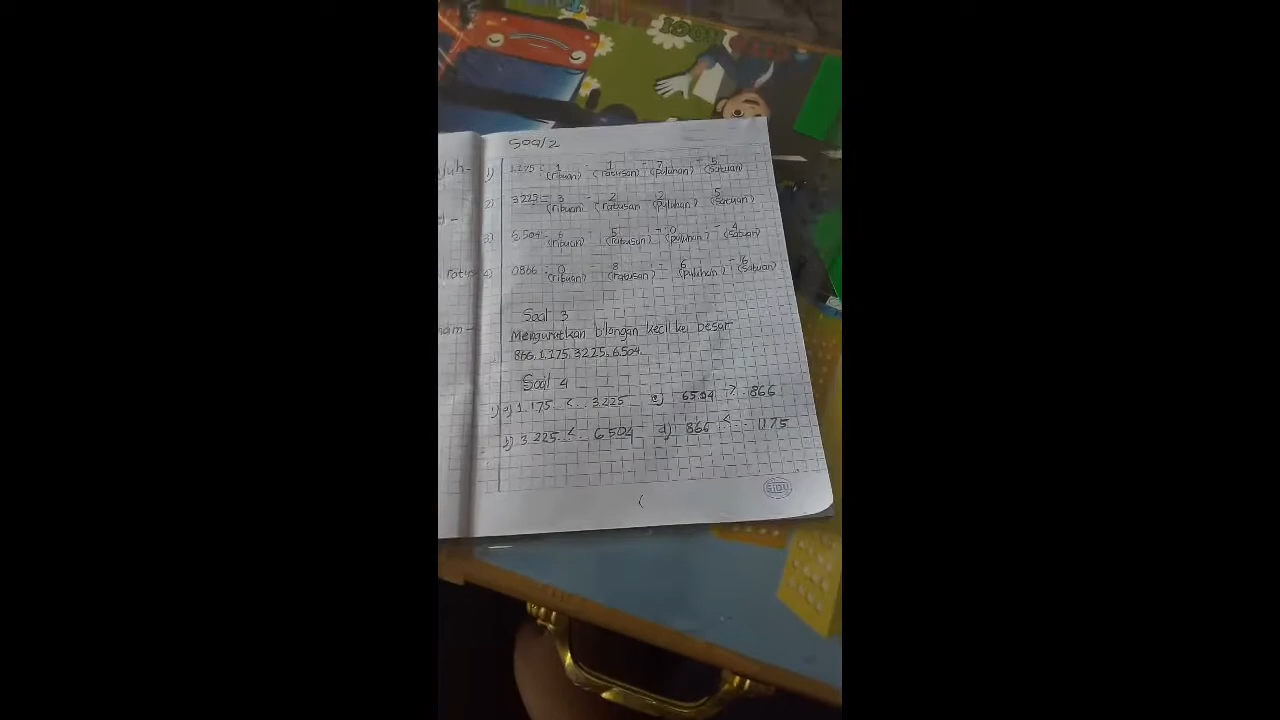 Soal 2
1) 1.175 = 1 - 1 - 7 - 5
(ribuan) (ratusan) (puluhan) (satuan)
2) 3225 = 3 - 2 2 5
(ribuan) (ratusan (puluhan) (satuan)
3) 6.504 = 6 - 5 - 0 - 4
(ribuan) (ratusan) (puluhan) (satuan)
4) 0866 = 0 - 8 - 6 - 6
(ribuan) (ratusan) (puluhan) (satuan)
Soal 3
Mengurutkan bilangan kecil ke besar
866, 1.175, 3225, 6.504.
Soal 4
1) a) 1.175 < 3.225 c) 6504 > 866
b) 3.225 < 6.504 d) 866 < 1175
SIDU